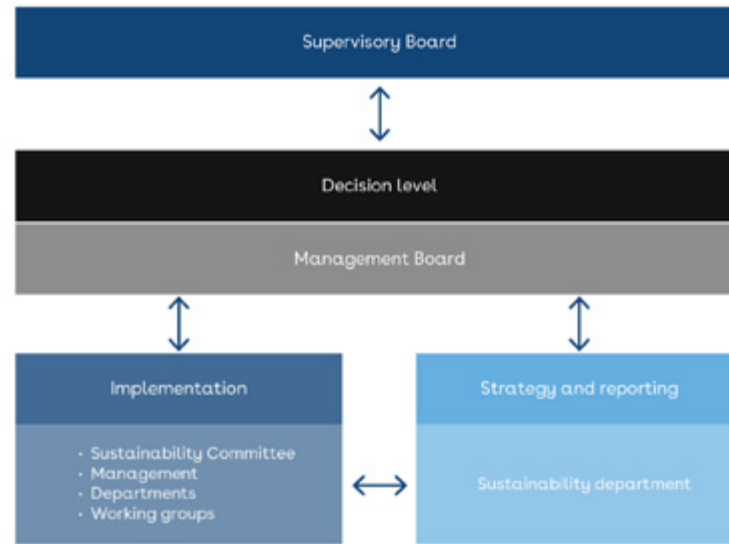 Supervisory Board
Decision level
Management Board
Implementation
· Sustainability Committee
· Management
· Departments
· Working groups
Strategy and reporting
Sustainability department